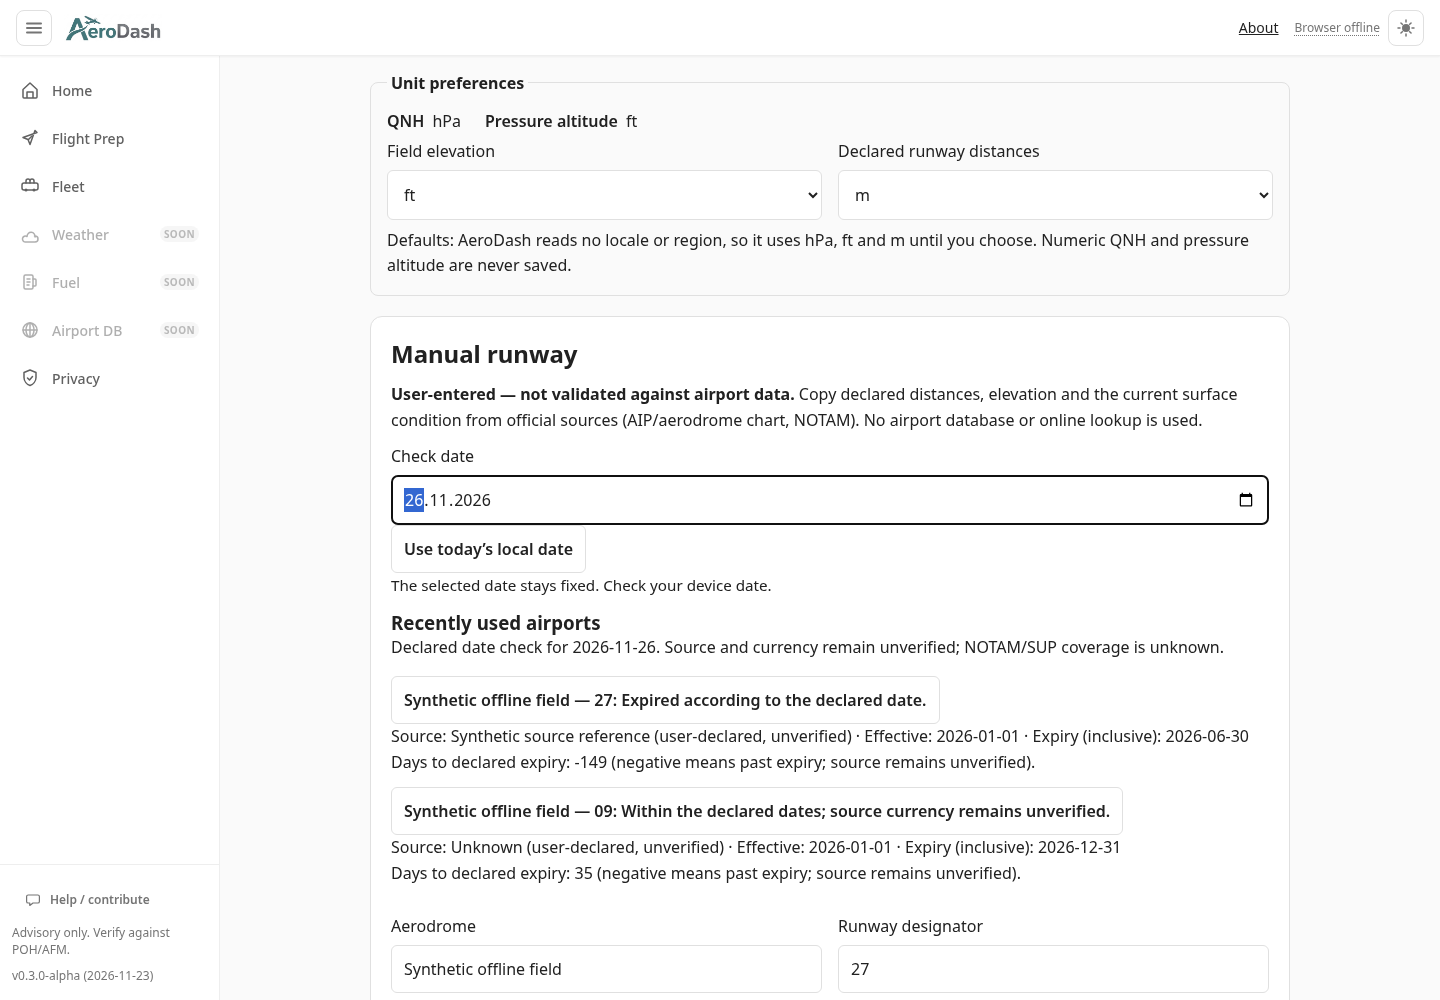 AeroDash
About
Browser offline
Home
Flight Prep
Fleet
Weather SOON
Fuel SOON
Airport DB SOON
Privacy
Help / contribute
Advisory only. Verify against
POH/AFM.
v0.3.0-alpha (2026-11-23)
Unit preferences
QNH hPa Pressure altitude ft
Field elevation
Declared runway distances
ft
m
Defaults: AeroDash reads no locale or region, so it uses hPa, ft and m until you choose. Numeric QNH and pressure
altitude are never saved.
Manual runway
User-entered — not validated against airport data. Copy declared distances, elevation and the current surface
condition from official sources (AIP/aerodrome chart, NOTAM). No airport database or online lookup is used.
Check date
26.11.2026
Use today’s local date
The selected date stays fixed. Check your device date.
Recently used airports
Declared date check for 2026-11-26. Source and currency remain unverified; NOTAM/SUP coverage is unknown.
Synthetic offline field — 27: Expired according to the declared date.
Source: Synthetic source reference (user-declared, unverified) · Effective: 2026-01-01 · Expiry (inclusive): 2026-06-30
Days to declared expiry: -149 (negative means past expiry; source remains unverified).
Synthetic offline field — 09: Within the declared dates; source currency remains unverified.
Source: Unknown (user-declared, unverified) · Effective: 2026-01-01 · Expiry (inclusive): 2026-12-31
Days to declared expiry: 35 (negative means past expiry; source remains unverified).
Aerodrome
Runway designator
Synthetic offline field
27